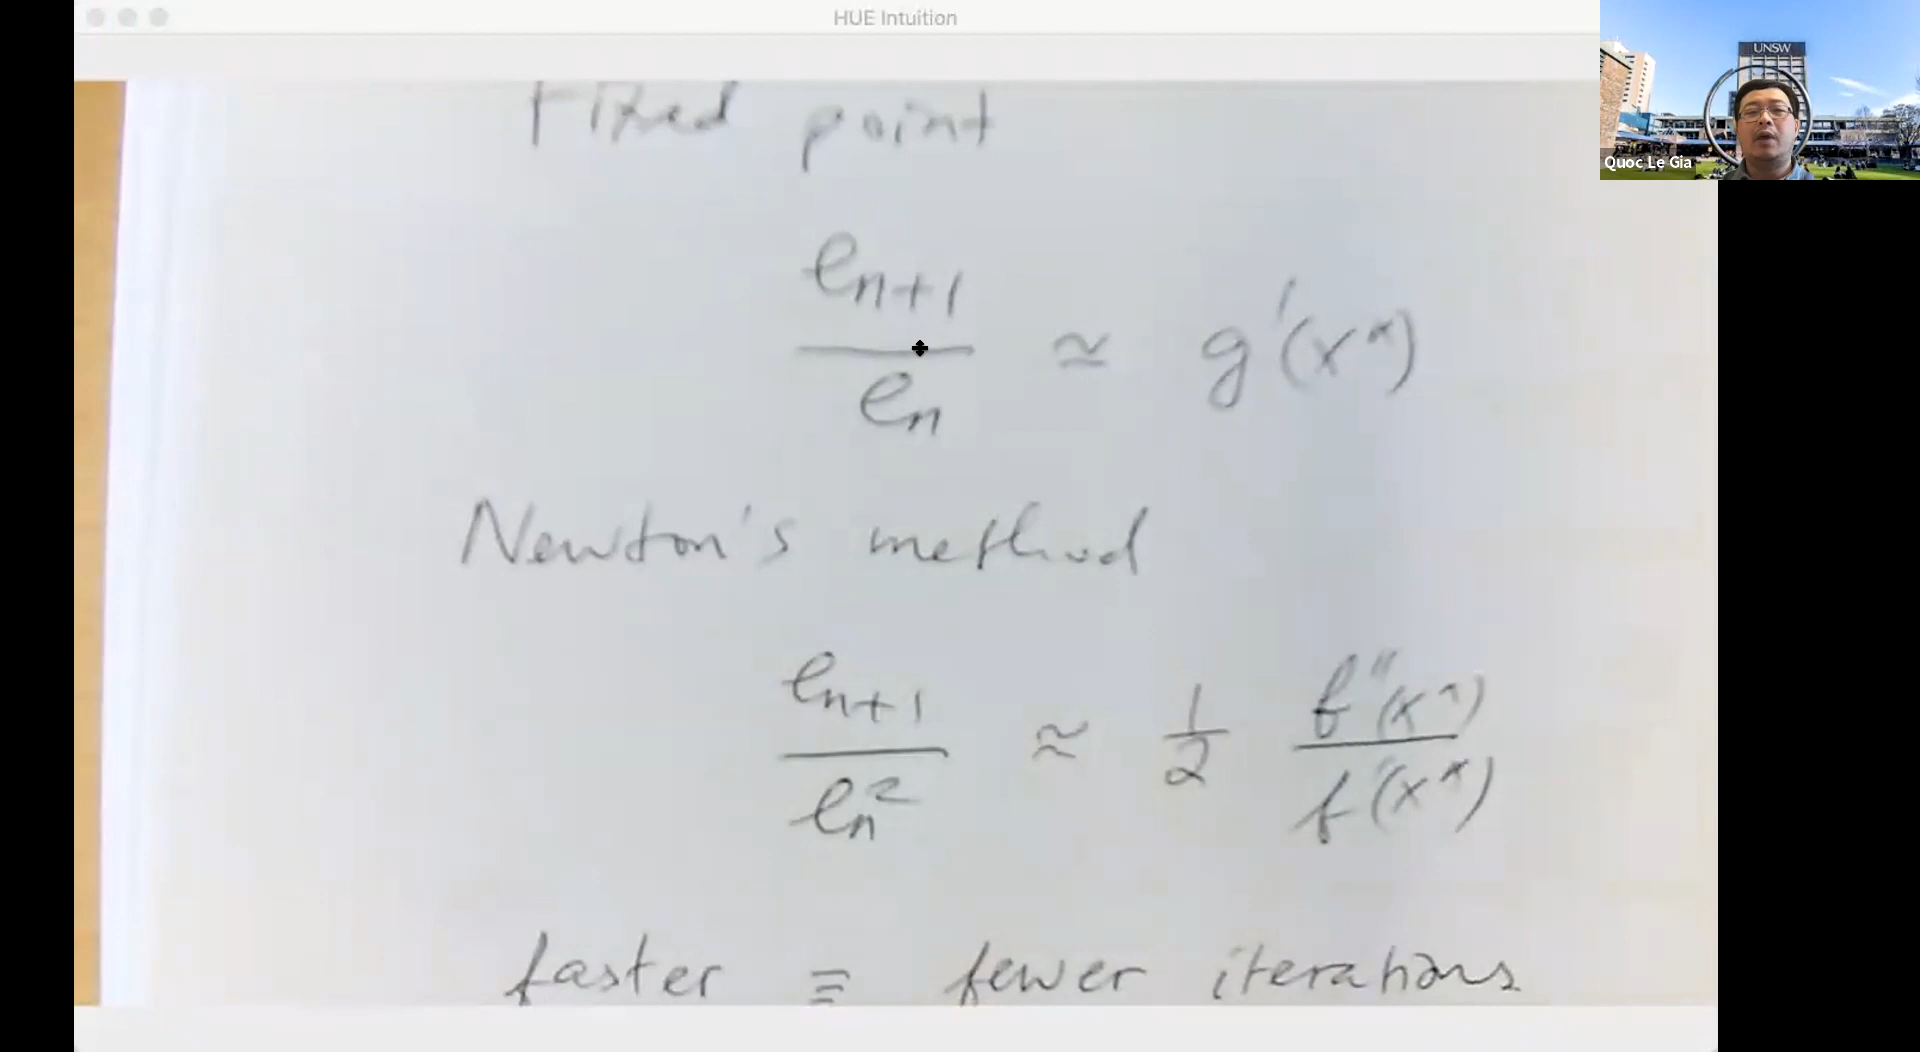 HUE Intuition
UNSW
Quoc Le Gia
Fixed point
e_{n+1} / e_n ≃ g'(x*)
Newton's method
e_{n+1} / e_n^2 ≈ 1/2 f''(x*) / f'(x*)
faster ≡ fewer iterations